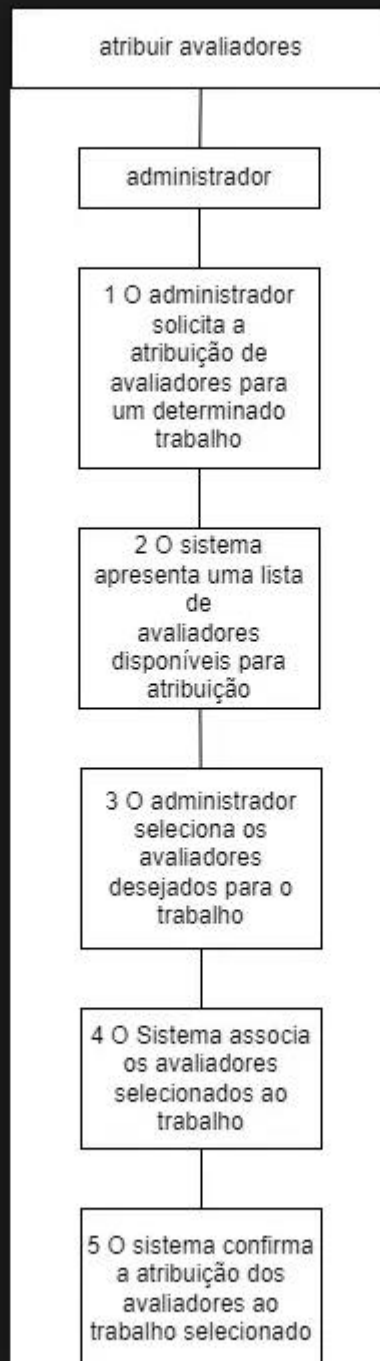 atribuir avaliadores
administrador
1 O administrador
solicita a
atribuição de
avaliadores para
um determinado
trabalho
2 O sistema
apresenta uma lista
de
avaliadores
disponíveis para
atribuição
3 O administrador
seleciona os
avaliadores
desejados para o
trabalho
4 O Sistema associa
os avaliadores
selecionados ao
trabalho
5 O sistema confirma
a atribuição dos
avaliadores ao
trabalho selecionado